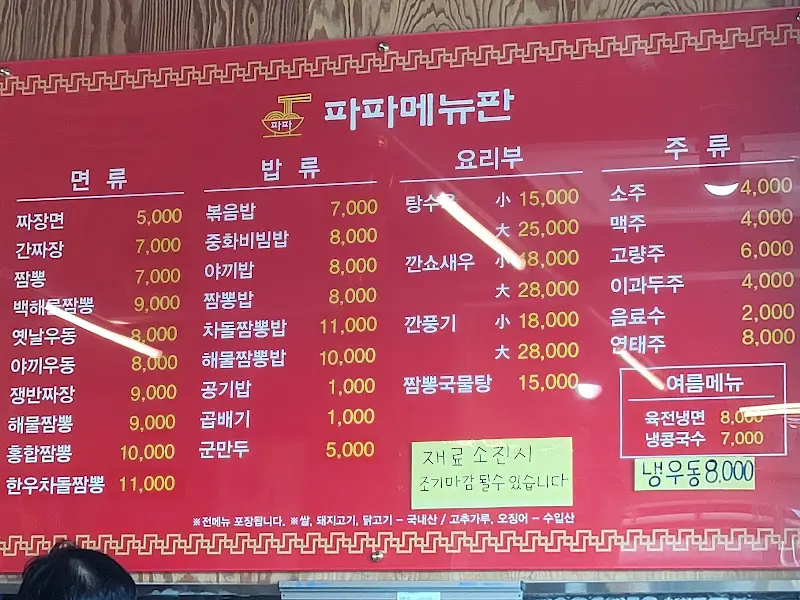 파파
파파메뉴판
면 류
짜장면 5,000
간짜장 7,000
짬뽕 7,000
백해물짬뽕 9,000
옛날우동 8,000
야끼우동 8,000
쟁반짜장 9,000
해물짬뽕 9,000
홍합짬뽕 10,000
한우차돌짬뽕 11,000
밥 류
볶음밥 7,000
중화비빔밥 8,000
야끼밥 8,000
짬뽕밥 8,000
차돌짬뽕밥 11,000
해물짬뽕밥 10,000
공기밥 1,000
곱배기 1,000
군만두 5,000
요리부
탕수육 小 15,000
大 25,000
깐쇼새우 小 18,000
大 28,000
깐풍기 小 18,000
大 28,000
짬뽕국물탕 15,000
주 류
소주 4,000
맥주 4,000
고량주 6,000
이과두주 4,000
음료수 2,000
연태주 8,000
여름메뉴
육전냉면 8,000
냉콩국수 7,000
냉우동 8,000
재료 소진시
조기마감 될수 있습니다
※전메뉴 포장됩니다. ※쌀, 돼지고기, 닭고기 – 국내산 / 고추가루, 오징어 – 수입산